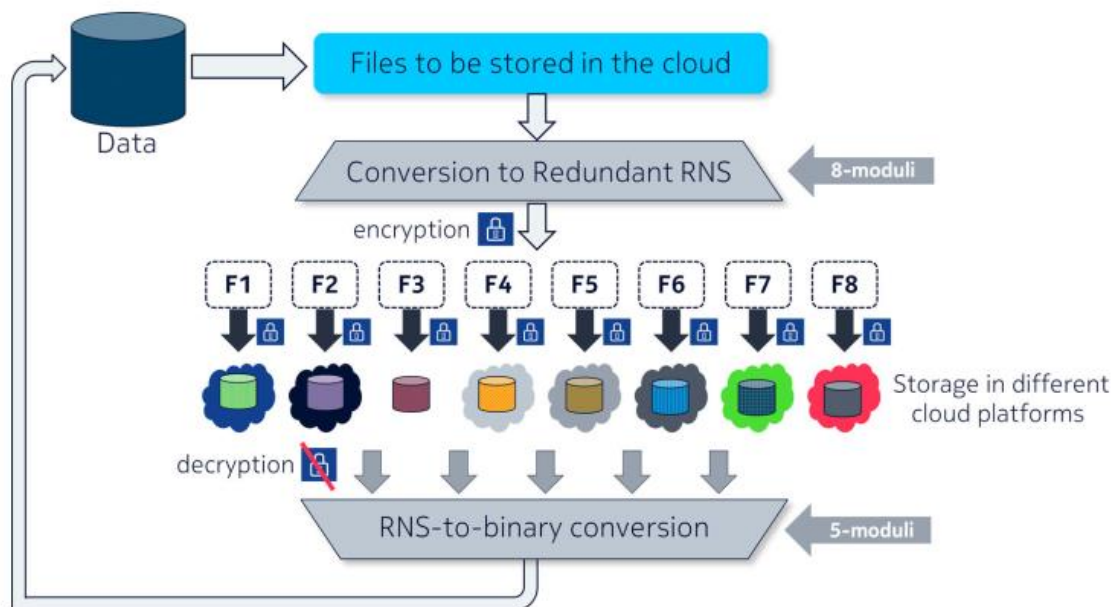 Files to be stored in the cloud
Data
Conversion to Redundant RNS
8-moduli
encryption
F1 F2 F3 F4 F5 F6 F7 F8
Storage in different
cloud platforms
decryption
RNS-to-binary conversion
5-moduli